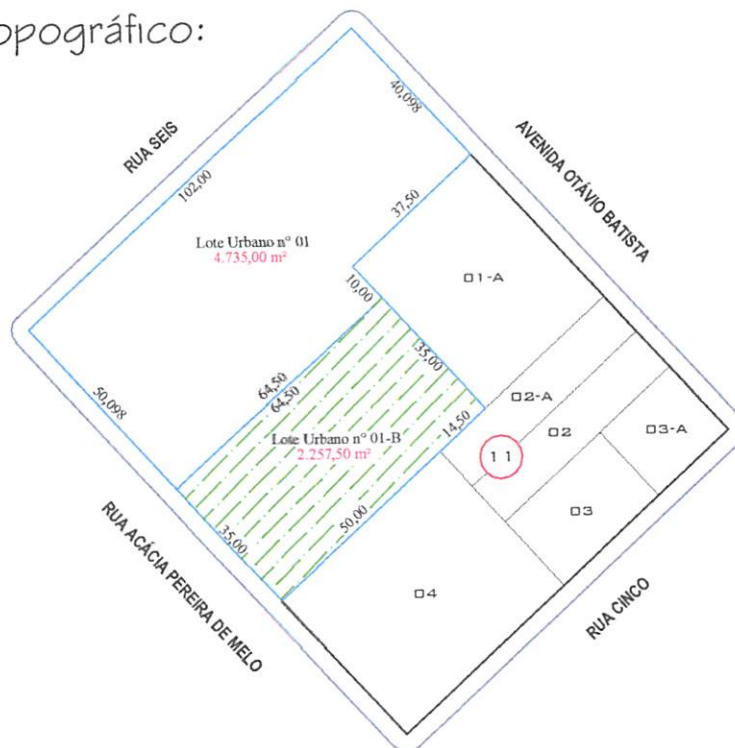 opográfico:
RUA SEIS
40,098
AVENIDA OTÁVIO BATISTA
102,00
37,50
Lote Urbano nº 01
4.735,00 m²
10,00
01-A
35,00
50,098
64,50
64,50
02-A
14,50
02
03-A
Lote Urbano nº 01-B
2.257,50 m²
11
50,00
03
35,00
RUA ACÁCIA PEREIRA DE MELO
04
RUA CINCO